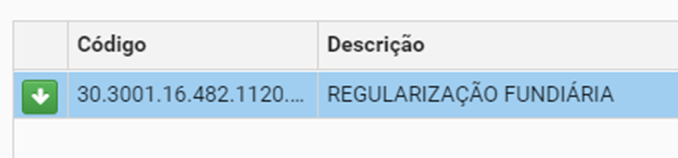 Código Descrição
30.3001.16.482.1120.... REGULARIZAÇÃO FUNDIÁRIA